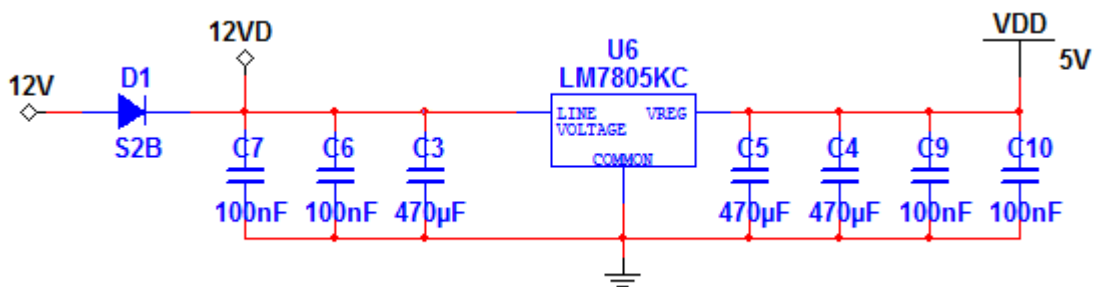 12VD
VDD
5V
12V
D1
S2B
U6
LM7805KC
LINE VREG
VOLTAGE
COMMON
C7 C6 C3 C5 C4 C9 C10
100nF 100nF 470µF 470µF 470µF 100nF 100nF